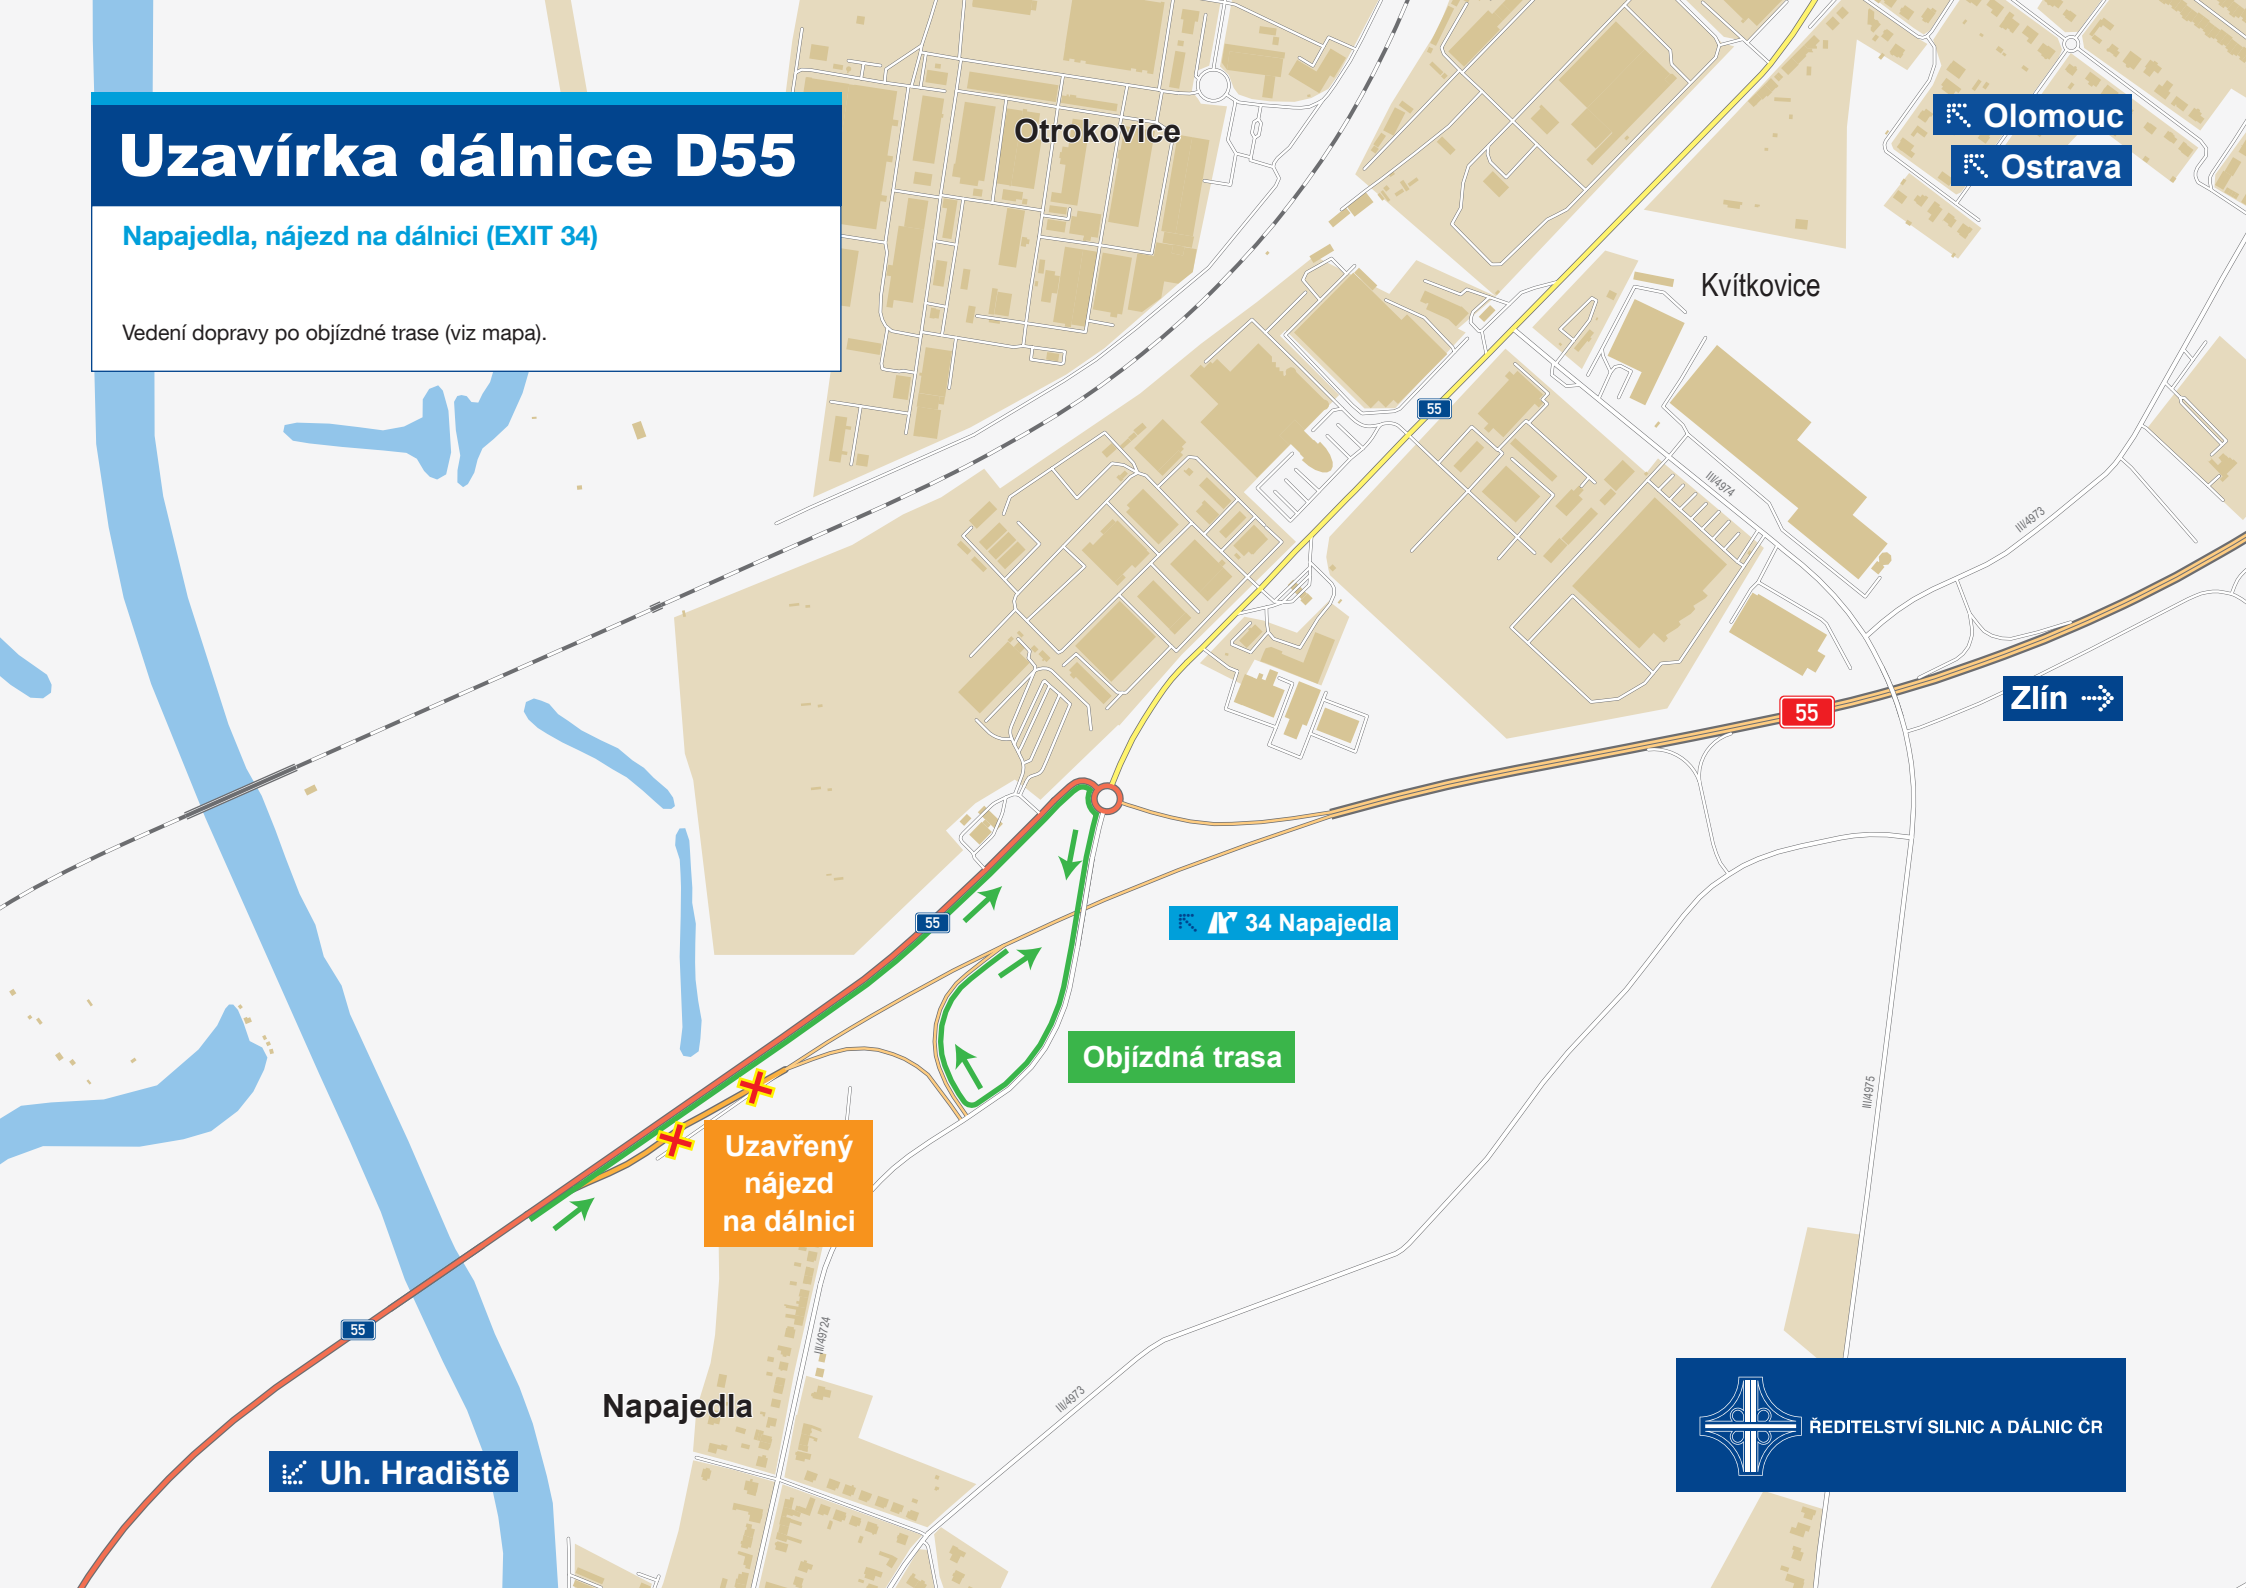 Uzavírka dálnice D55
Napajedla, nájezd na dálnici (EXIT 34)
Vedení dopravy po objízdné trase (viz mapa).
Otrokovice
Olomouc
Ostrava
Kvítkovice
55
III/4974
III/4973
Zlín
55
55
34 Napajedla
Objízdná trasa
III/4975
Uzavřený
nájezd
na dálnici
55
III/49724
Napajedla
III/4973
ŘEDITELSTVÍ SILNIC A DÁLNIC ČR
Uh. Hradiště